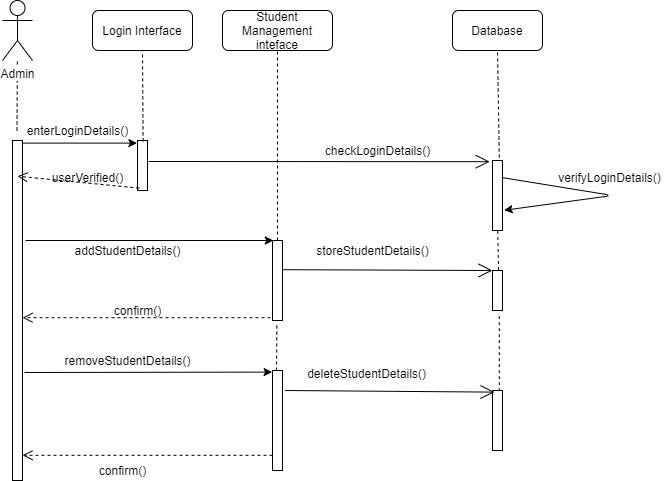 Login Interface
Student
Management
inteface
Database
Admin
enterLoginDetails()
checkLoginDetails()
userVerified()
verifyLoginDetails()
addStudentDetails()
storeStudentDetails()
confirm()
removeStudentDetails()
deleteStudentDetails()
confirm()